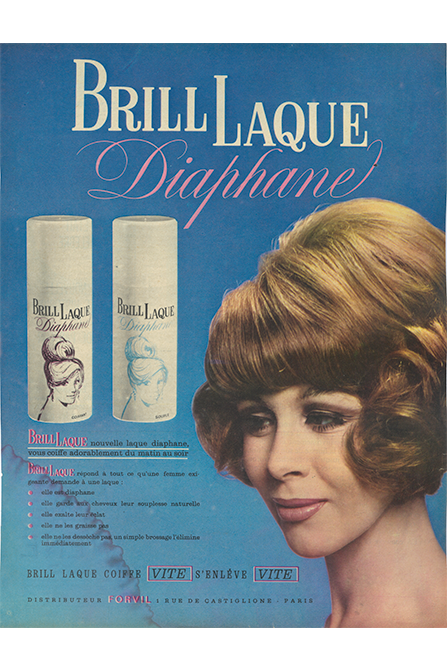 BRILL LAQUE
Diaphane
BRILL LAQUE
Diaphane
BRILL LAQUE
Diaphane
SOUPLE
BRILL LAQUE nouvelle laque diaphane,
vous coiffe adorablement du matin au soir
BRILL LAQUE repond à tout ce qu'une femme exi-
geante demande à une laque :
elle est diaphane
elle garde aux cheveux leur souplesse naturelle
elle exalte leur éclat
elle ne les graisse pas
elle ne les dessèche pas, un simple brossage l'élimine
immédiatement
BRILL LAQUE COIFFE VITE S'ENLÈVE VITE
DISTRIBUTEUR FORVIL 1 RUE DE CASTIGLIONE - PARIS